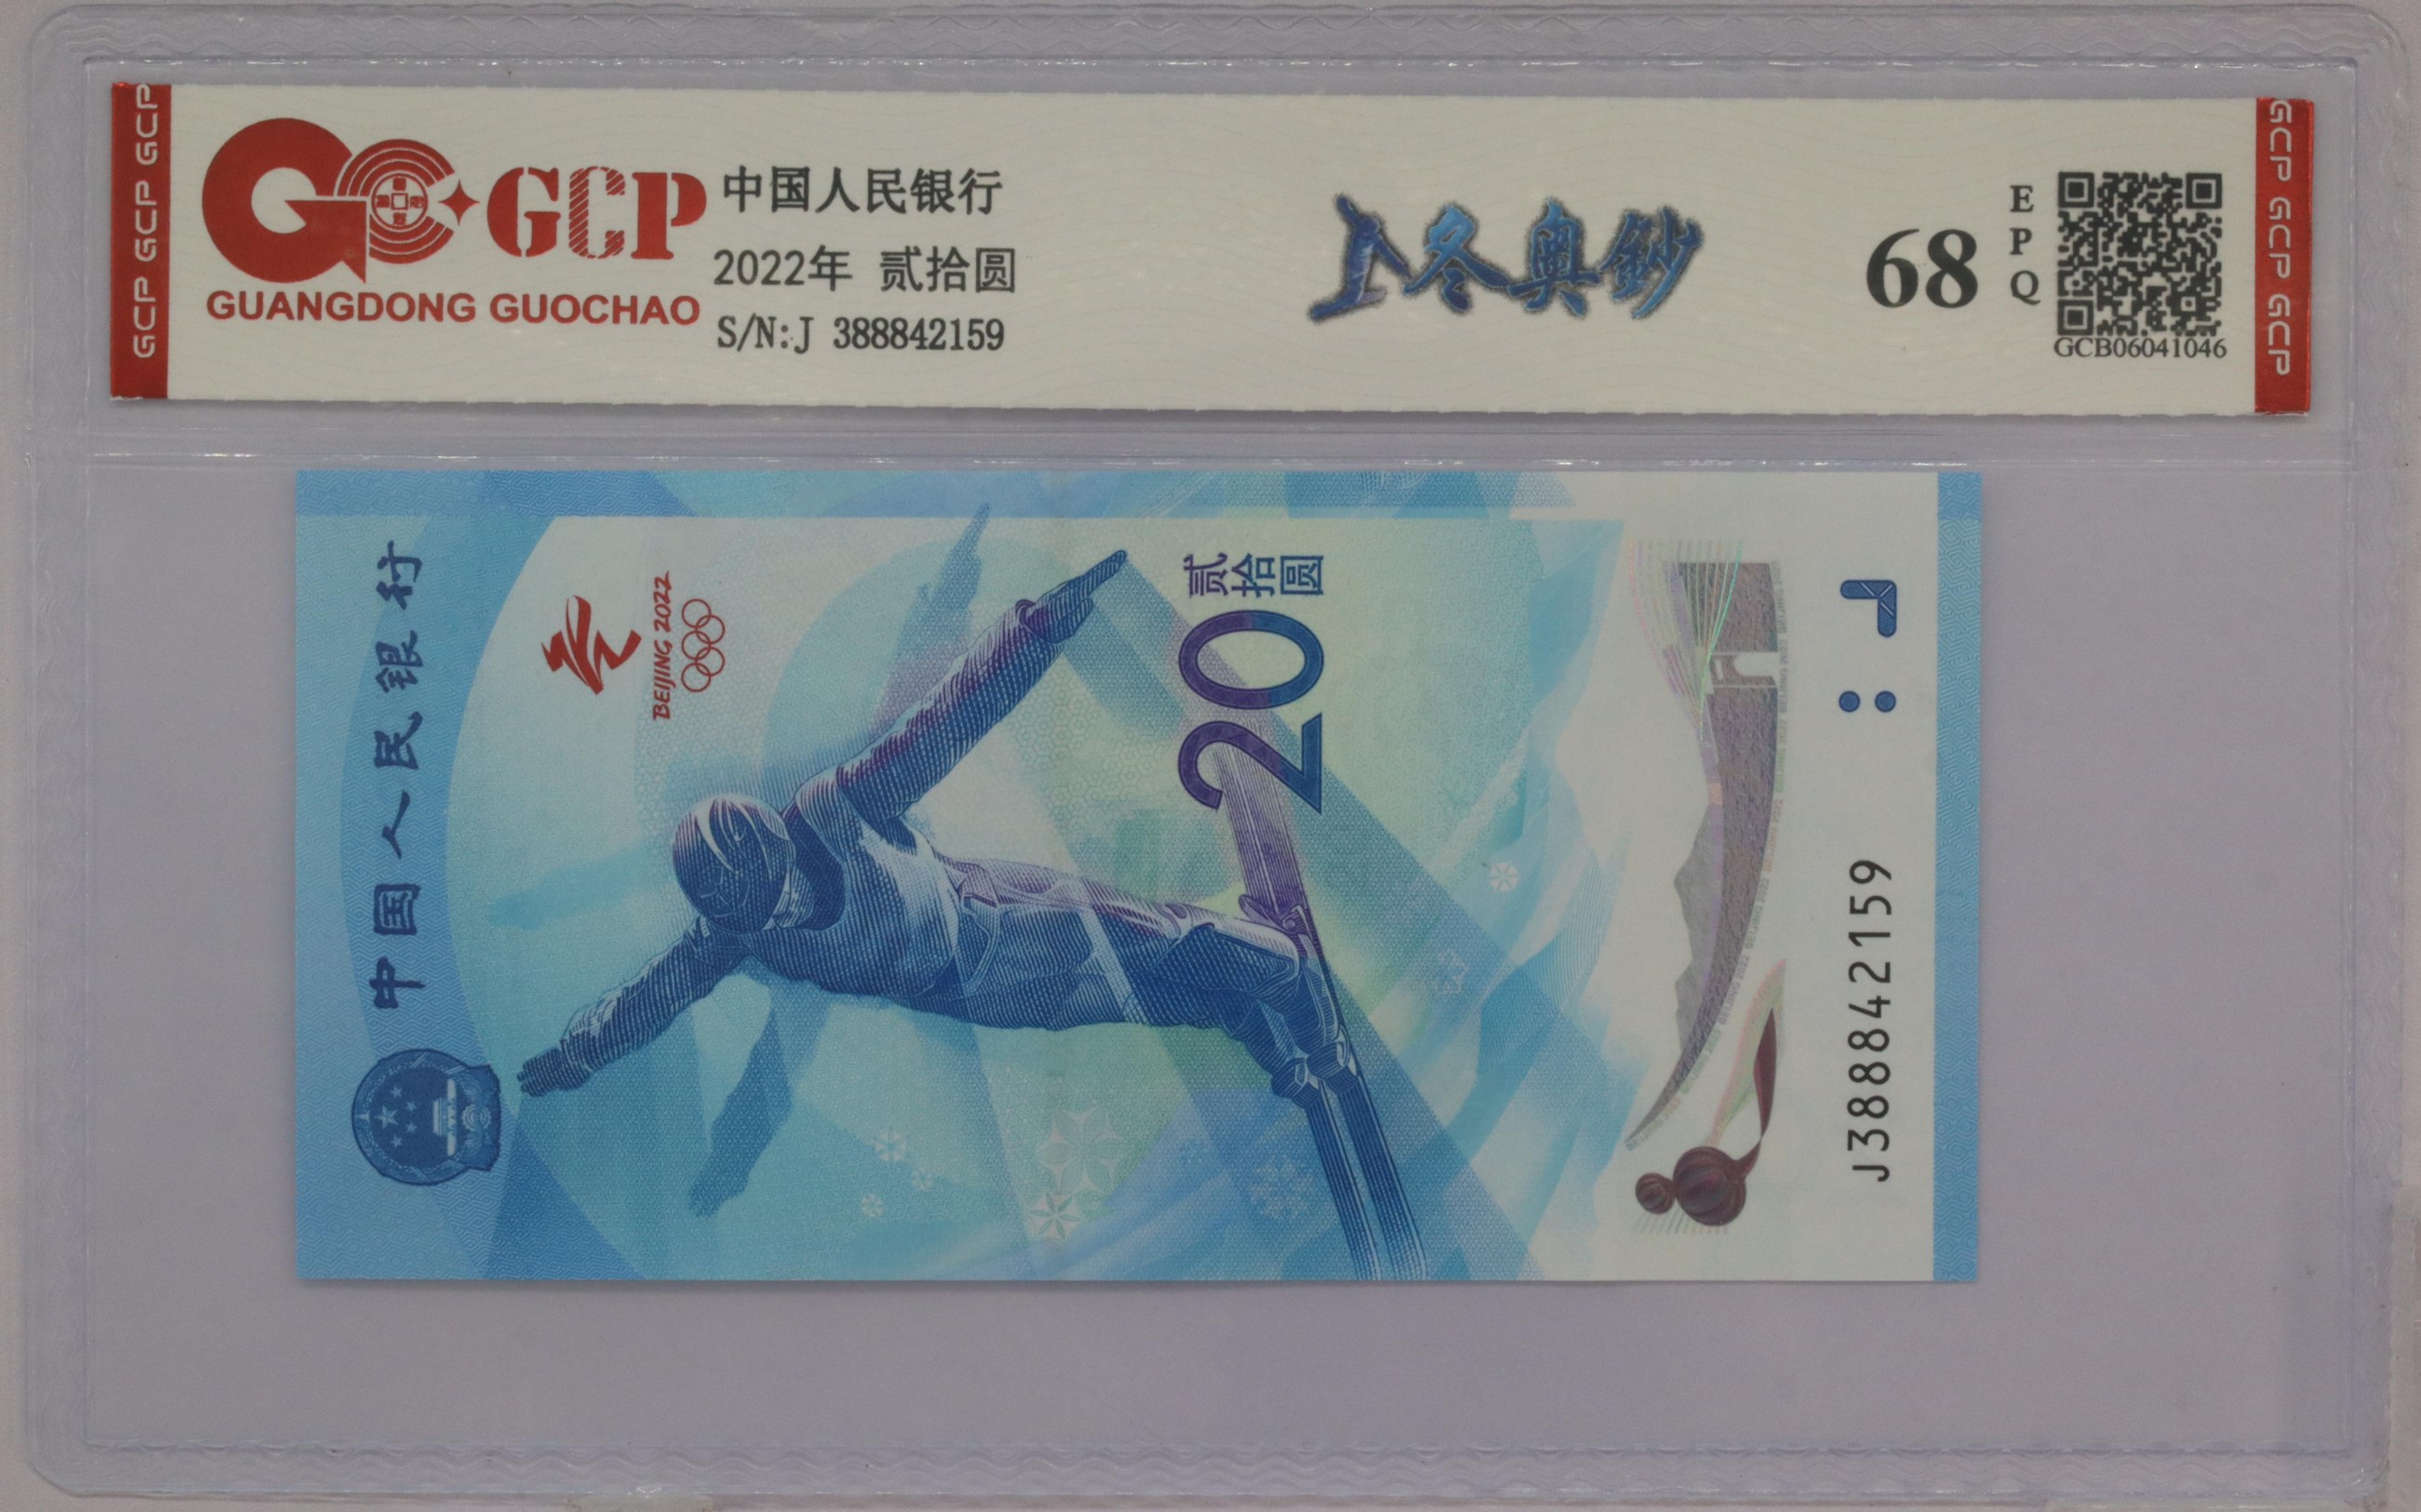 GCP GCP GCP
GCP
GUANGDONG GUOCHAO
中国人民银行
2022年 贰拾圆
S/N:J 388842159
冬奥鈔
68
EPQ
GCB06041046
GCP GCP GCP
中国人民银行
BEIJING 2022
贰拾圆
20
J388842159